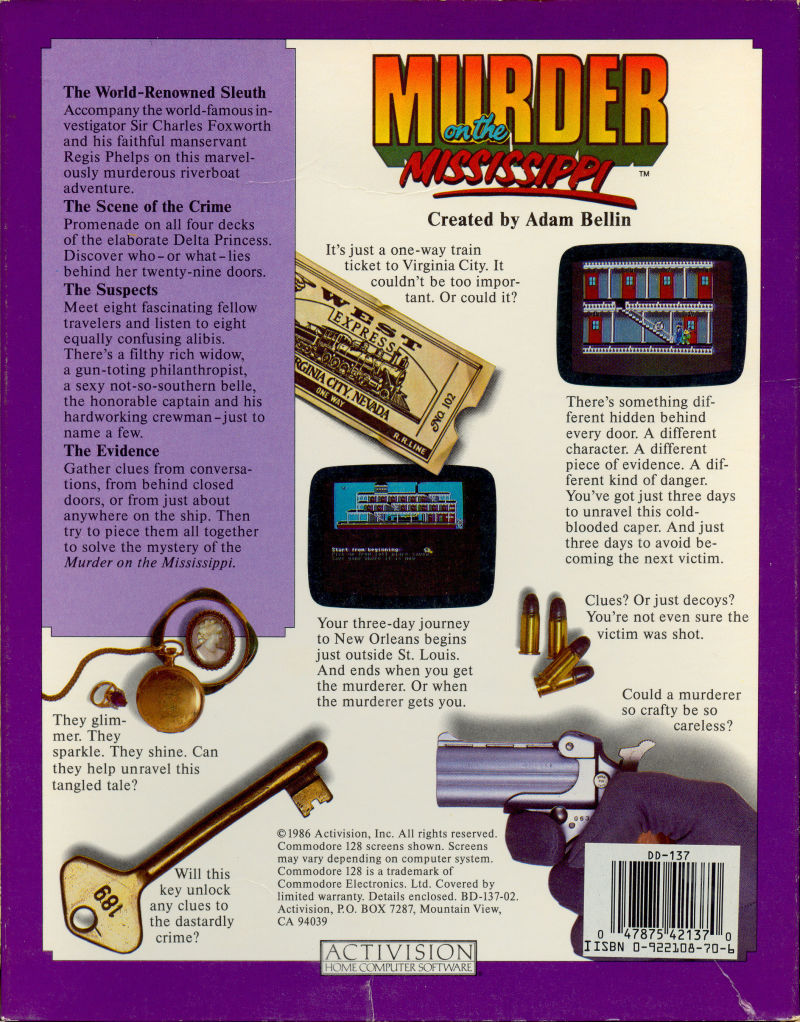 The World-Renowned Sleuth
Accompany the world-famous in-
vestigator Sir Charles Foxworth
and his faithful manservant
Regis Phelps on this marvel-
ously murderous riverboat
adventure.
The Scene of the Crime
Promenade on all four decks
of the elaborate Delta Princess.
Discover who–or what–lies
behind her twenty-nine doors.
The Suspects
Meet eight fascinating fellow
travelers and listen to eight
equally confusing alibis.
There's a filthy rich widow,
a gun-toting philanthropist,
a sexy not-so-southern belle,
the honorable captain and his
hardworking crewman–just to
name a few.
The Evidence
Gather clues from conversa-
tions, from behind closed
doors, or from just about
anywhere on the ship. Then
try to piece them all together
to solve the mystery of the
Murder on the Mississippi.
MURDER
on the
MISSISSIPPI
TM
Created by Adam Bellin
It's just a one-way train
ticket to Virginia City. It
couldn't be too impor-
tant. Or could it?
WEST
EXPRESS
VIRGINIA CITY, NEVADA
ONE WAY
R.R. LINE
NO. 102
There's something dif-
ferent hidden behind
every door. A different
character. A different
piece of evidence. A dif-
ferent kind of danger.
You've got just three days
to unravel this cold-
blooded caper. And just
three days to avoid be-
coming the next victim.
Start from beginning
Your three-day journey
to New Orleans begins
just outside St. Louis.
And ends when you get
the murderer. Or when
the murderer gets you.
Clues? Or just decoys?
You're not even sure the
victim was shot.
Could a murderer
so crafty be so
careless?
They glim-
mer. They
sparkle. They shine. Can
they help unravel this
tangled tale?
189
Will this
key unlock
any clues to
the dastardly
crime?
©1986 Activision, Inc. All rights reserved.
Commodore 128 screens shown. Screens
may vary depending on computer system.
Commodore 128 is a trademark of
Commodore Electronics. Ltd. Covered by
limited warranty. Details enclosed. BD-137-02.
Activision, P.O. BOX 7287, Mountain View,
CA 94039
ACTIVISION
HOME COMPUTER SOFTWARE
063
DD-137
0 47875 42137 0
IISBN 0-922108-70-6